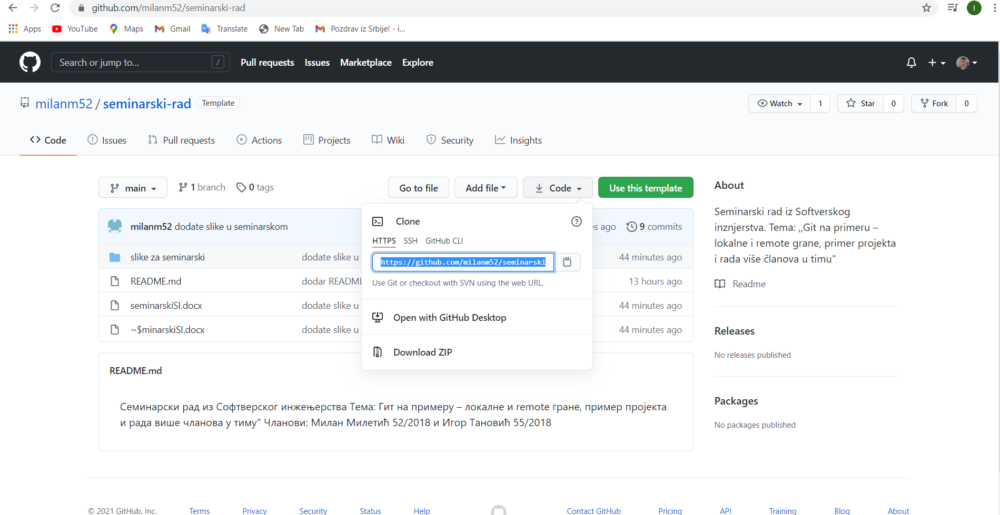 github.com/milanm52/seminarski-rad
I
Apps YouTube Maps Gmail Translate New Tab Pozdrav iz Srbije! - i...
Search or jump to... / Pull requests Issues Marketplace Explore
milanm52 / seminarski-rad Template
Watch 1 Star 0 Fork 0
Code Issues Pull requests Actions Projects Wiki Security Insights
main 1 branch 0 tags Go to file Add file Code Use this template
milanm52 dodate slike u seminarskom
es ago 9 commits
slike za seminarski dodate slike u 44 minutes ago
README.md dodar README 13 hours ago
seminarskiSI.docx dodate slike u 44 minutes ago
~$minarskiSI.docx dodate slike u 44 minutes ago
Clone
HTTPS SSH GitHub CLI
https://github.com/milanm52/seminarski
Use Git or checkout with SVN using the web URL.
Open with GitHub Desktop
Download ZIP
README.md
Семинарски рад из Софтверског инжењерства Тема: Гит на примеру – локалне и remote гране, пример пројекта
и рада више чланова у тиму" Чланови: Милан Милетић 52/2018 и Игор Тановић 55/2018
About
Seminarski rad iz Softverskog
inznjerstva. Tema: ,,Git na primeru –
lokalne i remote grane, primer projekta
i rada više članova u timu"
Readme
Releases
No releases published
Packages
No packages published
© 2021 GitHub, Inc. Terms Privacy Security Status Help Contact GitHub Pricing API Training Blog About